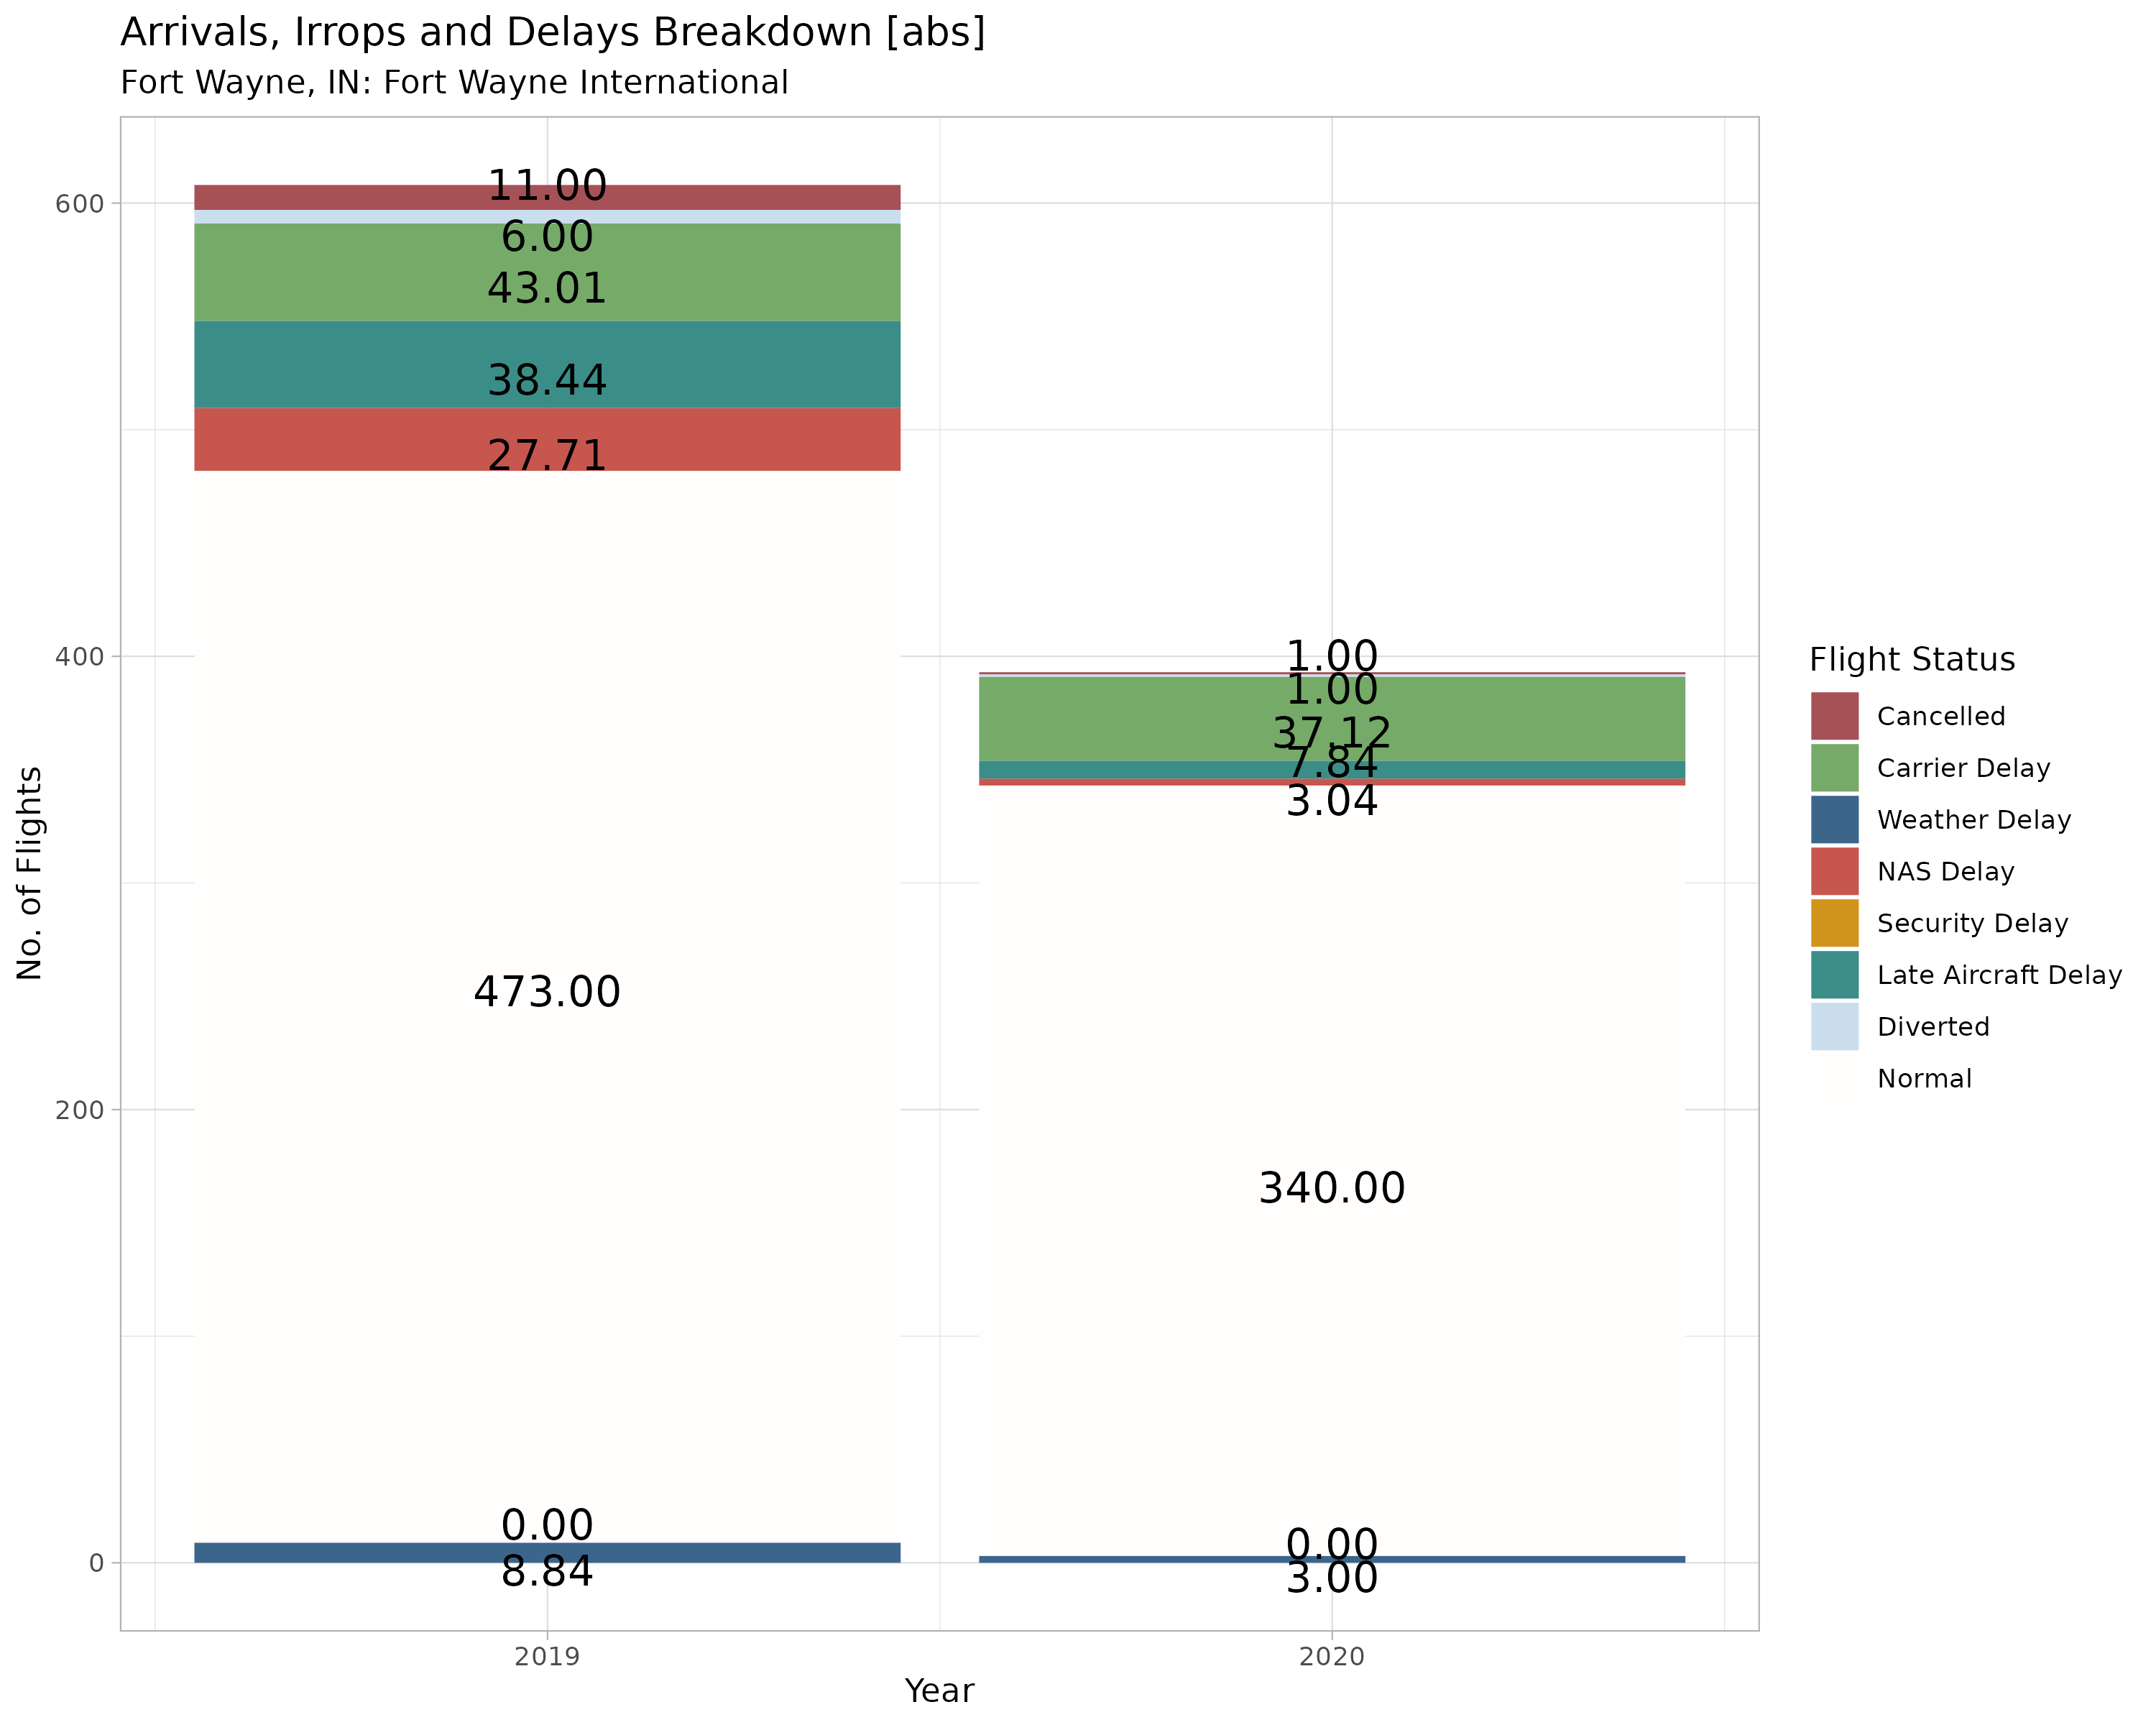 Arrivals, Irrops and Delays Breakdown [abs]
Fort Wayne, IN: Fort Wayne International
No. of Flights
600
400
200
0
11.00
6.00
43.01
38.44
27.71
473.00
0.00
8.84
1.00
1.00
37.12
7.84
3.04
340.00
0.00
3.00
2019
2020
Year
Flight Status
Cancelled
Carrier Delay
Weather Delay
NAS Delay
Security Delay
Late Aircraft Delay
Diverted
Normal